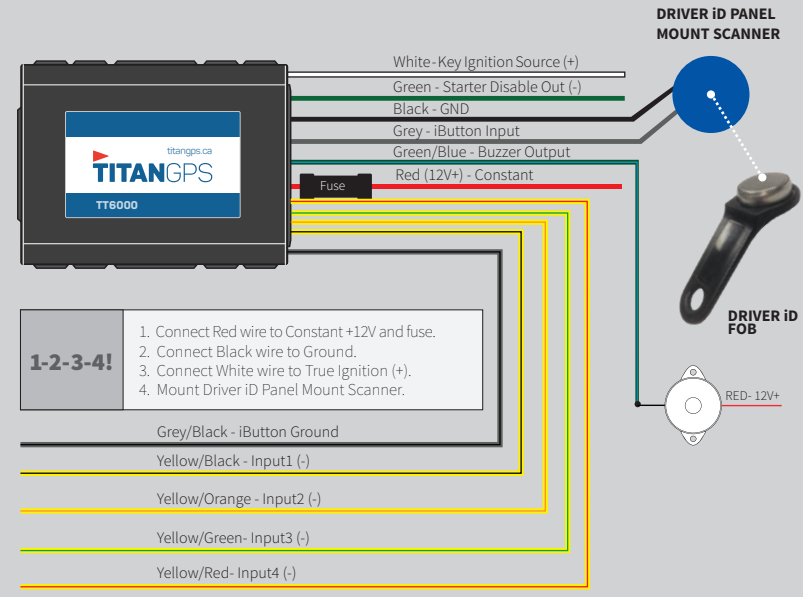 DRIVER iD PANEL
MOUNT SCANNER
White-Key Ignition Source (+)
Green - Starter Disable Out (-)
Black - GND
Grey - iButton Input
Green/Blue - Buzzer Output
Red (12V+) - Constant
Fuse
titangps.ca
TITANGPS
TT6000
DRIVER iD
FOB
1-2-3-4!
1. Connect Red wire to Constant +12V and fuse.
2. Connect Black wire to Ground.
3. Connect White wire to True Ignition (+).
4. Mount Driver iD Panel Mount Scanner.
RED- 12V+
Grey/Black - iButton Ground
Yellow/Black - Input1 (-)
Yellow/Orange - Input2 (-)
Yellow/Green- Input3 (-)
Yellow/Red- Input4 (-)